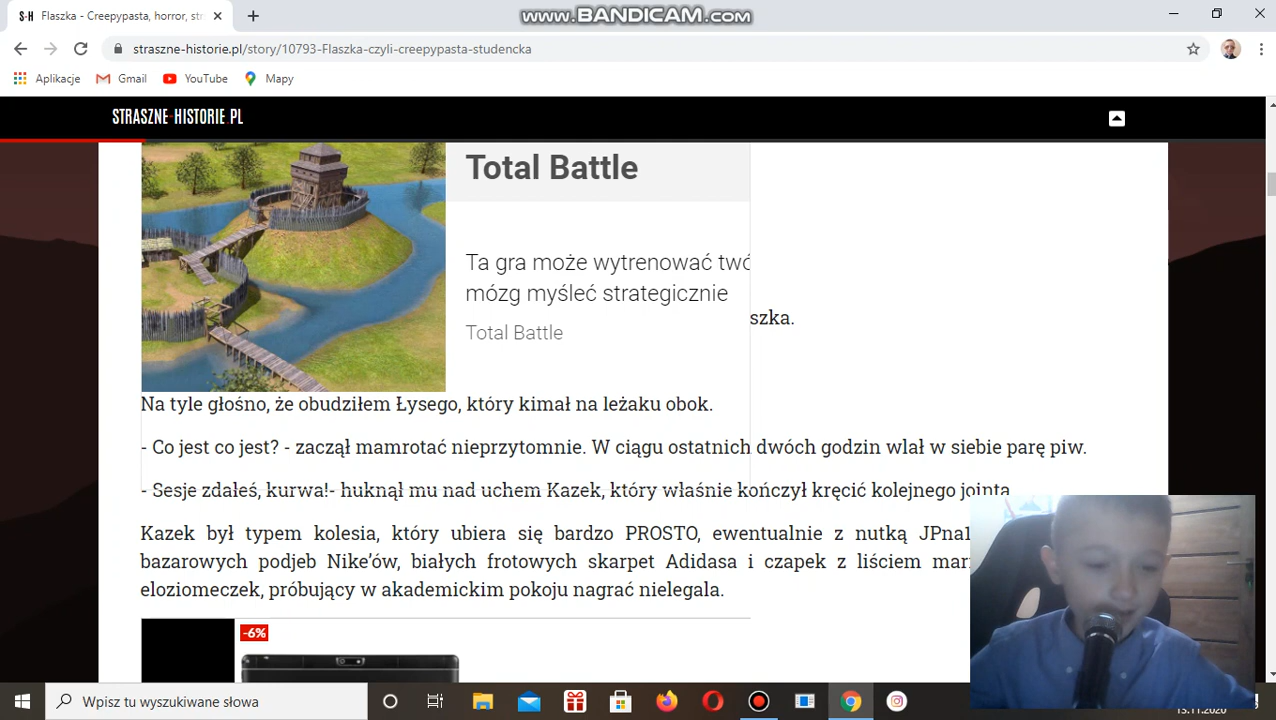 Flaszka - Creepypasta, horror, str
www.BANDICAM.com
straszne-historie.pl/story/10793-Flaszka-czyli-creepypasta-studencka
Aplikacje Gmail YouTube Mapy
STRASZNE-HISTORIE.PL
Total Battle
Ta gra może wytrenować twó
mózg myśleć strategicznie
szka.
Total Battle
Na tyle głośno, że obudziłem Łysego, który kimał na leżaku obok.
- Co jest co jest? - zaczął mamrotać nieprzytomnie. W ciągu ostatnich dwóch godzin wlał w siebie parę piw.
- Sesje zdałeś, kurwa!- huknął mu nad uchem Kazek, który właśnie kończył kręcić kolejnego jointa
Kazek był typem kolesia, który ubiera się bardzo PROSTO, ewentualnie z nutką JPna1
bazarowych podjeb Nike’ów, białych frotowych skarpet Adidasa i czapek z liściem mari
eloziomeczek, próbujący w akademickim pokoju nagrać nielegala.
-6%
Wpisz tu wyszukiwane słowa
13.11.2020